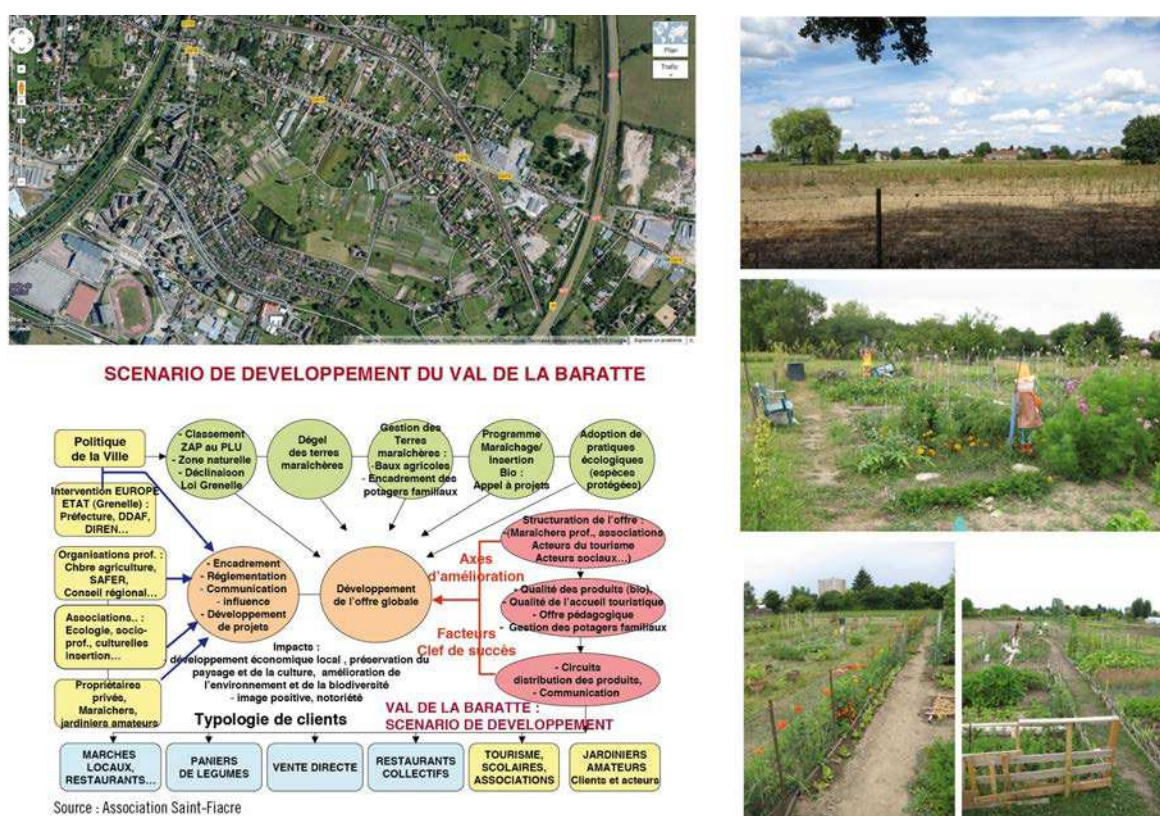 Plan
Trafic
SCENARIO DE DEVELOPPEMENT DU VAL DE LA BARATTE
Politique
de la Ville
- Classement
ZAP au PLU
- Zone naturelle
- Déclinaison
Loi Grenelle
Dégel
des terres
maraîchères
Gestion des
Terres
maraîchères :
-Baux agricoles
- Encadrement des
potagers familiaux
Programme
Maraîchage/
Insertion
Bio :
Appel à projets
Adoption de
pratiques
écologiques
(espèces
protégées)
Intervention EUROPE
ETAT (Grenelle) :
Préfecture, DDAF,
DIREN...
Organisations prof. :
Chbre agriculture,
SAFER,
Conseil régional...
Associations.. :
Ecologie, socio-
prof., culturelles
insertion...
Propriétaires
privés,
Maraîchers,
jardiniers amateurs
- Encadrement
- Réglementation
- Communication
- influence
- Développement
de projets
Développement
de l'offre globale
Axes
d'amélioration
Facteurs
Clef de succès
Structuration de l'offre :
-(Maraîchers prof., associations
Acteurs du tourisme
Acteurs sociaux...)
- Qualité des produits (bio),
- Qualité de l'accueil touristique
- Offre pédagogique
- Gestion des potagers familiaux
- Circuits
distribution des produits,
- Communication
Impacts :
- développement économique local , préservation du
paysage et de la culture, amélioration de
l'environnement et de la biodiversité
- image positive, notoriété
VAL DE LA BARATTE :
SCENARIO DE DEVELOPPEMENT
Typologie de clients
MARCHES
LOCAUX,
RESTAURANTS...
PANIERS
DE LEGUMES
VENTE DIRECTE
RESTAURANTS
COLLECTIFS
TOURISME,
SCOLAIRES,
ASSOCIATIONS
JARDINIERS
AMATEURS
Clients et acteurs
Source : Association Saint-Fiacre